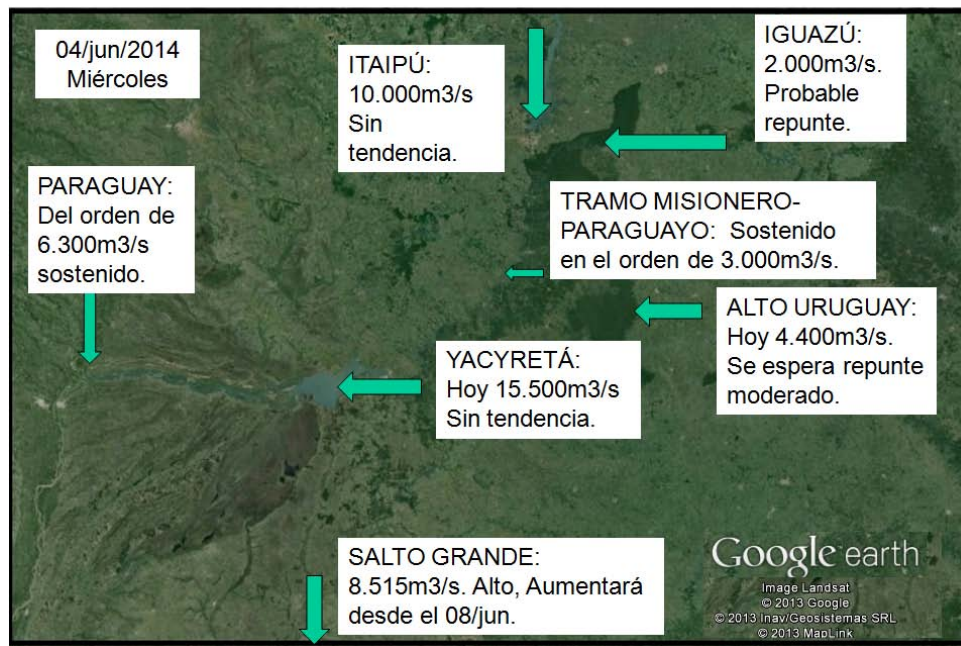 04/jun/2014
Miércoles
ITAIPÚ:
10.000m3/s
Sin
tendencia.
IGUAZÚ:
2.000m3/s.
Probable
repunte.
PARAGUAY:
Del orden de
6.300m3/s
sostenido.
TRAMO MISIONERO-
PARAGUAYO: Sostenido
en el orden de 3.000m3/s.
ALTO URUGUAY:
Hoy 4.400m3/s.
Se espera repunte
moderado.
YACYRETÁ:
Hoy 15.500m3/s
Sin tendencia.
SALTO GRANDE:
8.515m3/s. Alto, Aumentará
desde el 08/jun.
Google earth
Image Landsat
© 2013 Google
© 2013 Inav/Geosistemas SRL
© 2013 MapLink